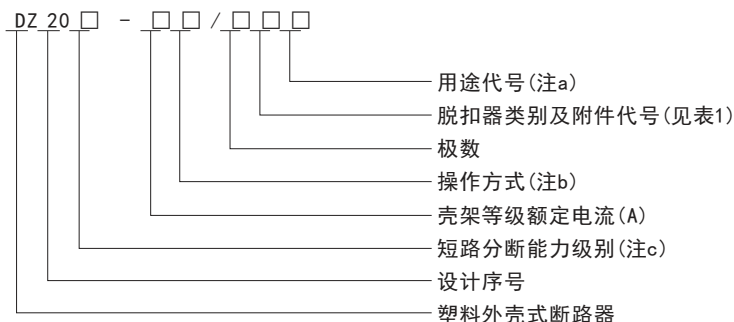 DZ 20 □ - □ □ / □ □ □
用途代号(注a)
脱扣器类别及附件代号(见表1)
极数
操作方式(注b)
壳架等级额定电流(A)
短路分断能力级别(注c)
设计序号
塑料外壳式断路器